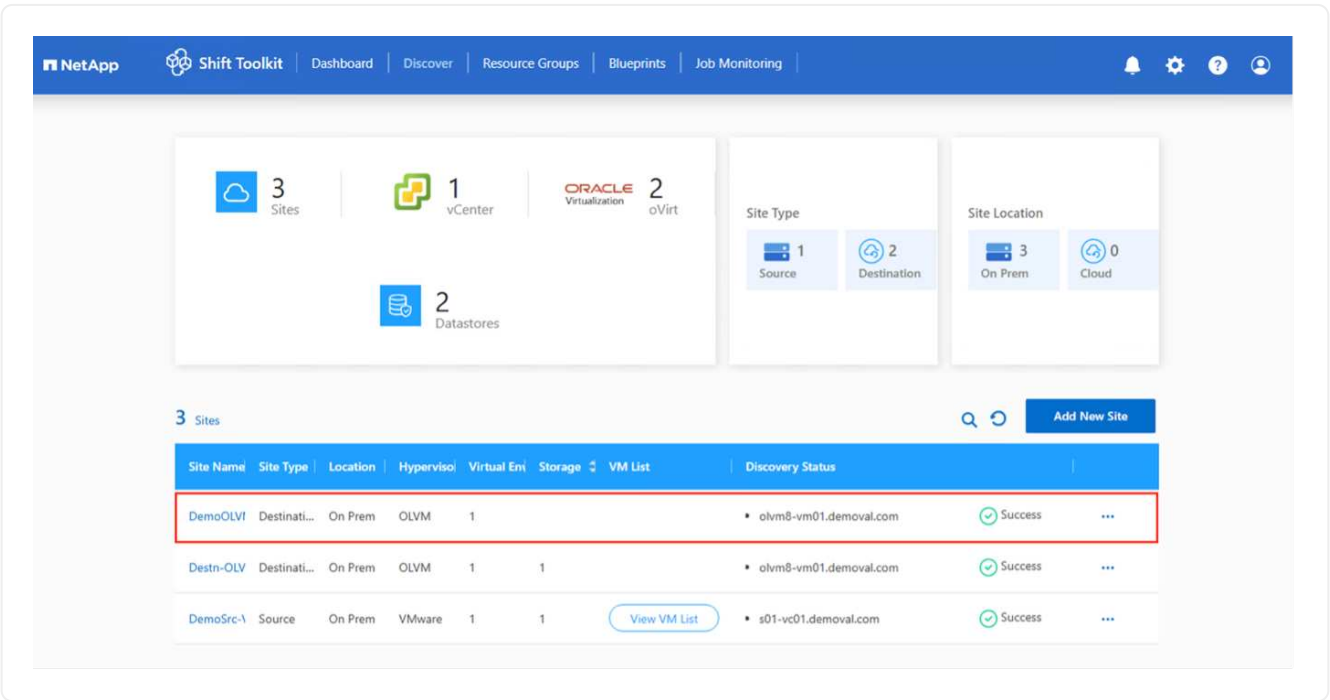 NetApp Shift Toolkit Dashboard Discover Resource Groups Blueprints Job Monitoring
3 Sites
1 vCenter
ORACLE Virtualization 2 oVirt
2 Datastores
Site Type
1 Source
2 Destination
Site Location
3 On Prem
0 Cloud
3 Sites
Add New Site
Site Name Site Type Location Hyperviso Virtual En Storage VM List Discovery Status
DemoOLVM Destinati... On Prem OLVM 1 • olvm8-vm01.demoval.com Success ...
Destn-OLV Destinati... On Prem OLVM 1 1 • olvm8-vm01.demoval.com Success ...
DemoSrc-V Source On Prem VMware 1 1 View VM List • s01-vc01.demoval.com Success ...